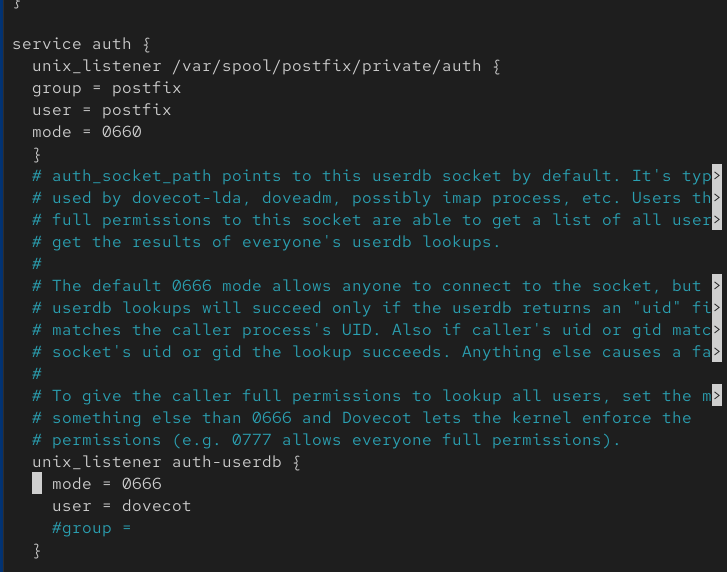 }
service auth {
  unix_listener /var/spool/postfix/private/auth {
  group = postfix
  user = postfix
  mode = 0660
  }
  # auth_socket_path points to this userdb socket by default. It's typ>
  # used by dovecot-lda, doveadm, possibly imap process, etc. Users th>
  # full permissions to this socket are able to get a list of all user>
  # get the results of everyone's userdb lookups.
  #
  # The default 0666 mode allows anyone to connect to the socket, but >
  # userdb lookups will succeed only if the userdb returns an "uid" fi>
  # matches the caller process's UID. Also if caller's uid or gid matc>
  # socket's uid or gid the lookup succeeds. Anything else causes a fa>
  #
  # To give the caller full permissions to lookup all users, set the m>
  # something else than 0666 and Dovecot lets the kernel enforce the
  # permissions (e.g. 0777 allows everyone full permissions).
  unix_listener auth-userdb {
    mode = 0666
    user = dovecot
    #group =
  }